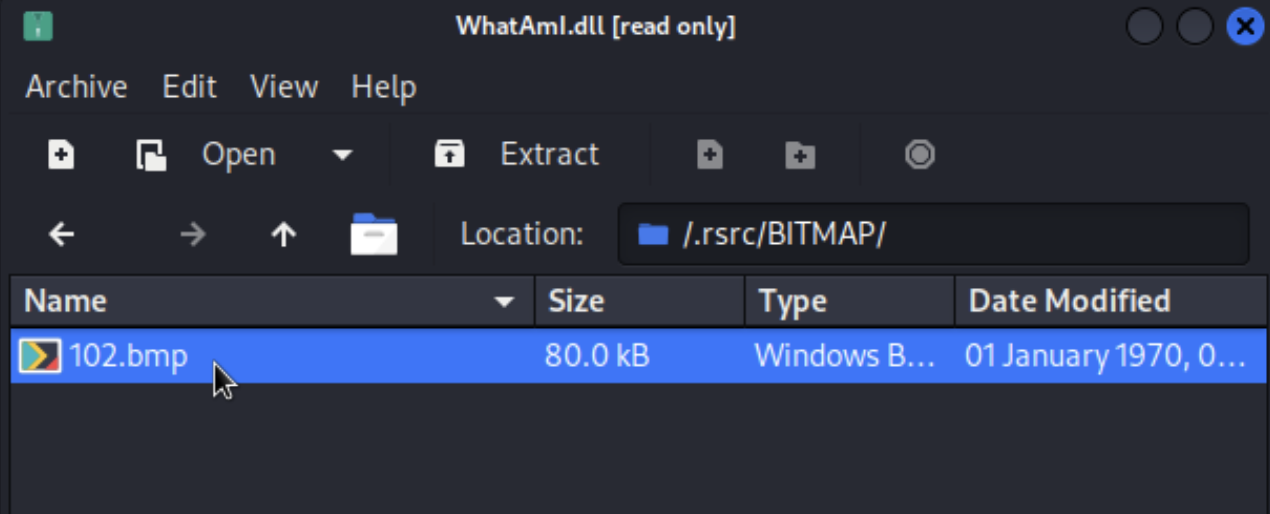 WhatAmI.dll [read only]
Archive Edit View Help
Open Extract
Location: /.rsrc/BITMAP/
Name Size Type Date Modified
102.bmp 80.0 kB Windows B... 01 January 1970, 0...